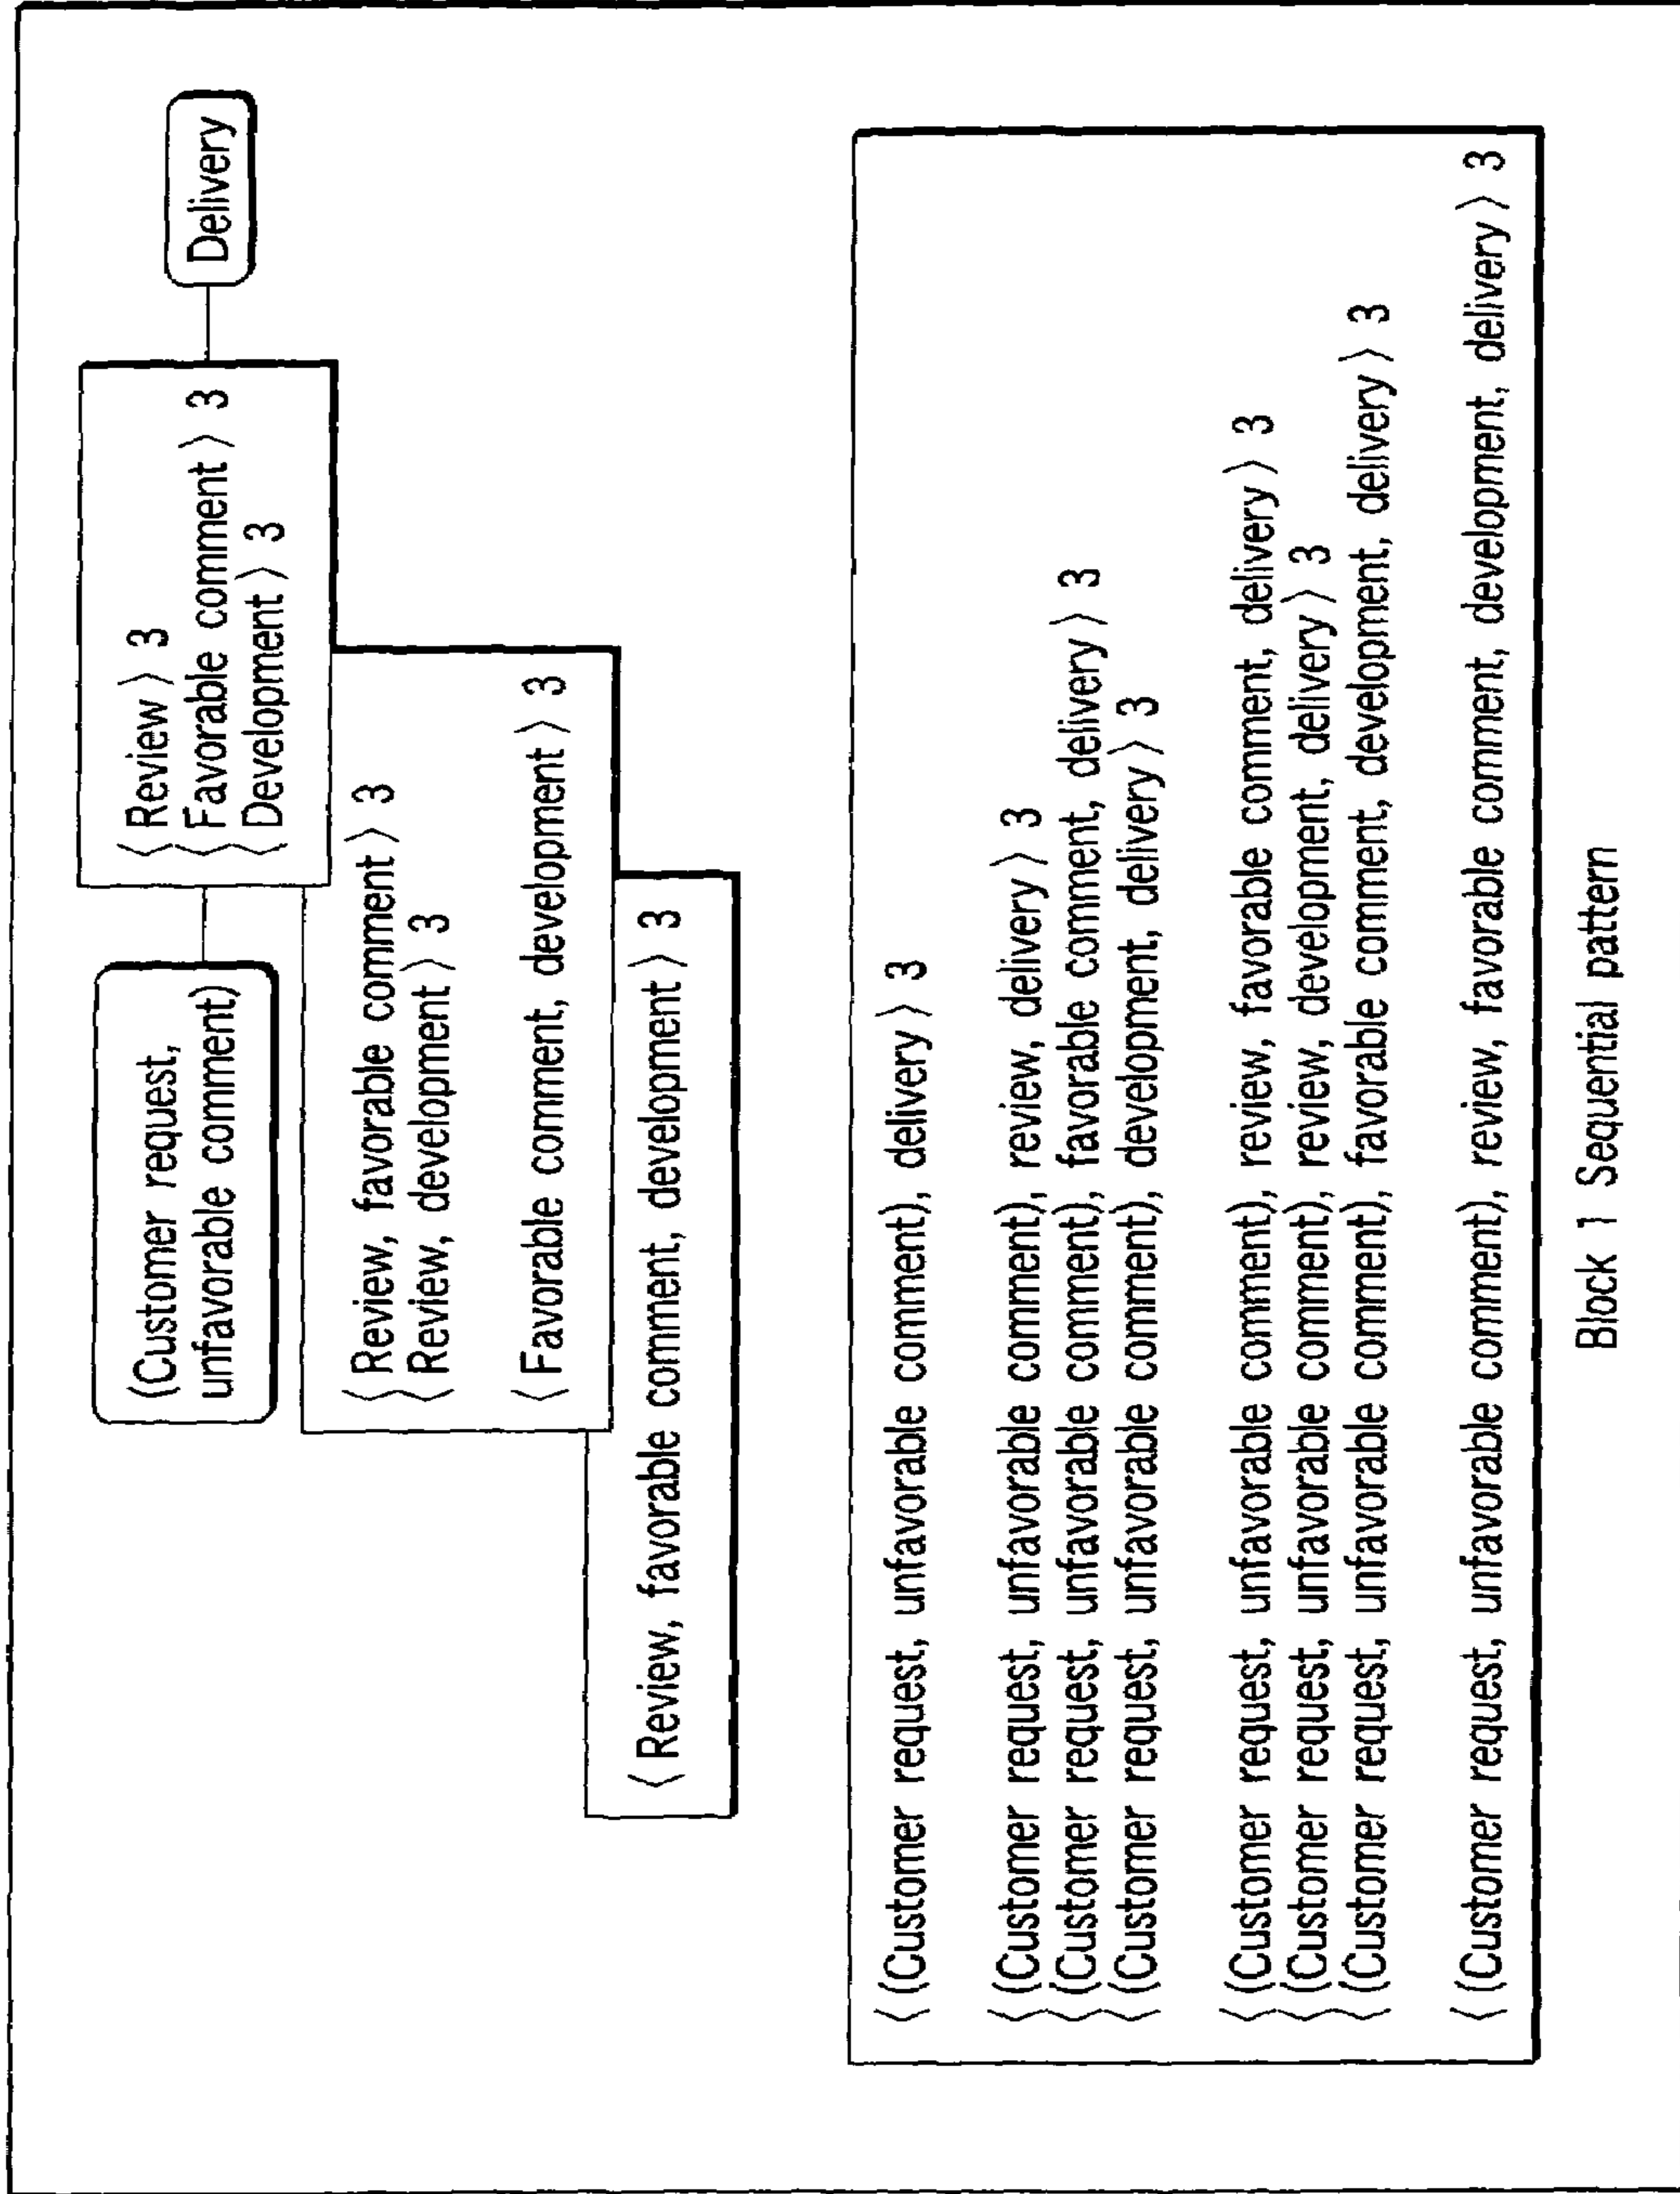 (Customer request,
unfavorable comment)
〈Review〉 3
〈Favorable comment〉 3
〈Development〉 3
Delivery
〈Review, favorable comment〉 3
〈Review, development〉 3
〈Favorable comment, development〉 3
〈Review, favorable comment, development〉 3
〈(Customer request, unfavorable comment), delivery〉 3
〈(Customer request, unfavorable comment), review, delivery〉 3
〈(Customer request, unfavorable comment), favorable comment, delivery〉 3
〈(Customer request, unfavorable comment), development, delivery〉 3
〈(Customer request, unfavorable comment), review, favorable comment, delivery〉 3
〈(Customer request, unfavorable comment), review, development, delivery〉 3
〈(Customer request, unfavorable comment), favorable comment, development, delivery〉 3
〈(Customer request, unfavorable comment), review, favorable comment, development, delivery〉 3
Block 1 Sequential pattern